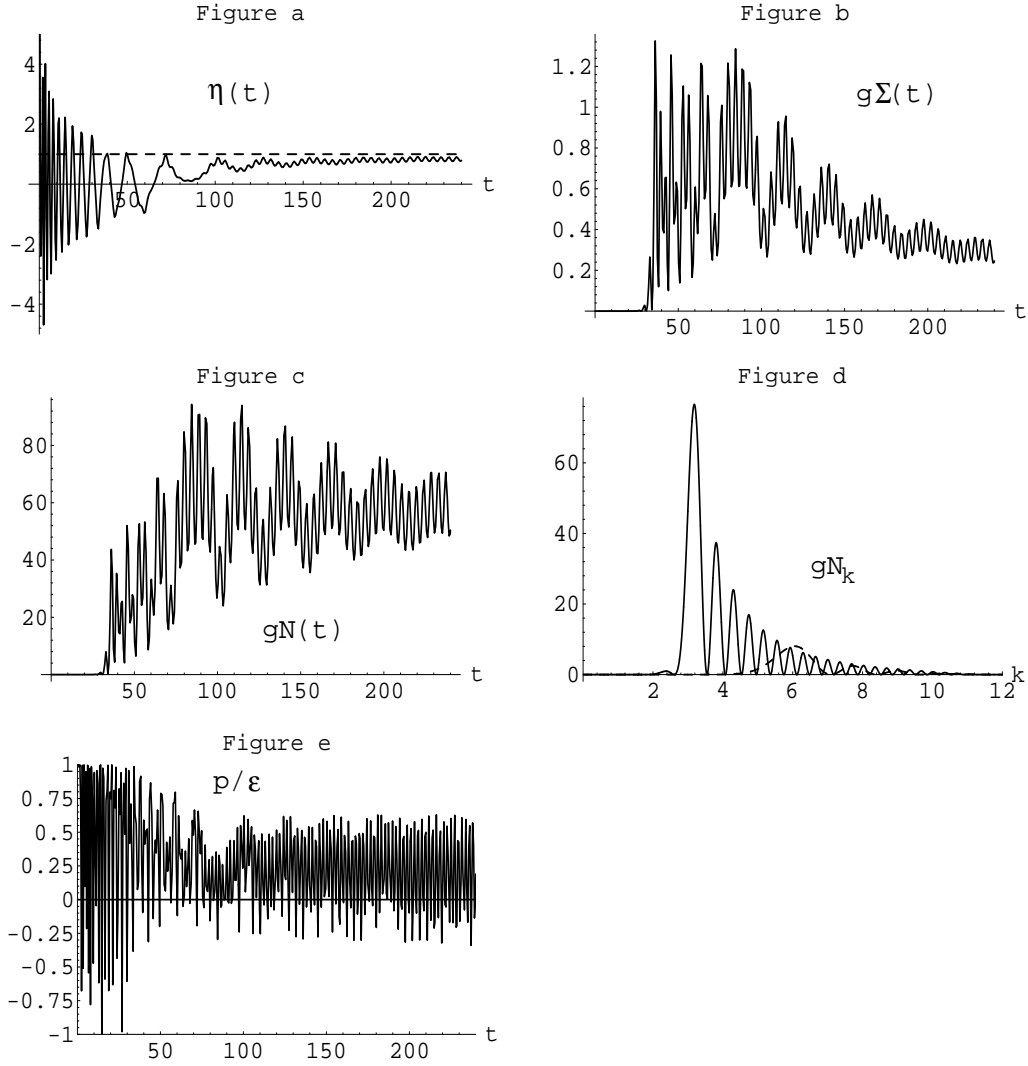 Figure a
4
2
-2
-4
η(t)
50 100 150 200 t
Figure b
1.2
1
0.8
0.6
0.4
0.2
gΣ(t)
50 100 150 200 t
Figure c
80
60
40
20
gN(t)
50 100 150 200 t
Figure d
60
40
20
0
gN_k
2 4 6 8 10 12 k
Figure e
p/ε
1
0.75
0.5
0.25
0
-0.25
-0.5
-0.75
-1
50 100 150 200 t